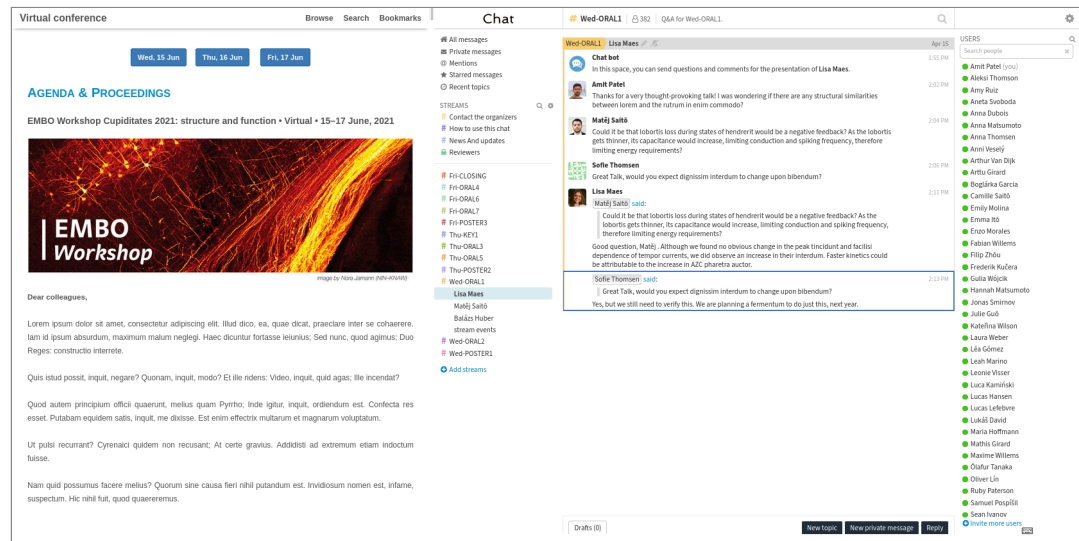 Virtual conference
Browse Search Bookmarks
Wed, 15 Jun
Thu, 16 Jun
Fri, 17 Jun
AGENDA & PROCEEDINGS
EMBO Workshop Cupiditates 2021: structure and function • Virtual • 15–17 June, 2021
EMBO
Workshop
image by Nora Jamann (NIN-KNAW)
Dear colleagues,
Lorem ipsum dolor sit amet, consectetur adipiscing elit. Illud dico, ea, quae dicat, praeclare inter se cohaerere.
Iam id ipsum absurdum, maximum malum neglegi. Haec dicuntur fortasse ieiunius; Sed nunc, quod agimus; Duo
Reges: constructio interrete.
Quis istud possit, inquit, negare? Quonam, inquit, modo? Et ille ridens: Video, inquit, quid agas; Ille incendat?
Quod autem principium officii quaerunt, melius quam Pyrrho; Inde igitur, inquit, ordiendum est. Confecta res
esset. Putabam equidem satis, inquit, me dixisse. Est enim effectrix multarum et magnarum voluptatum.
Ut pulsi recurrant? Cyrenaici quidem non recusant; At certe gravius. Addidisti ad extremum etiam indoctum
fuisse.
Nam quid possumus facere melius? Quorum sine causa fieri nihil putandum est. Invidiosum nomen est, infame,
suspectum. Hic nihil fuit, quod quaereremus.
Chat
All messages
Private messages
Mentions
Starred messages
Recent topics
STREAMS
# Contact the organizers
# How to use this chat
# News And updates
Reviewers
# Fri-CLOSING
# Fri-ORAL4
# Fri-ORAL6
# Fri-ORAL7
# Fri-POSTER3
# Thu-KEY1
# Thu-ORAL3
# Thu-ORAL5
# Thu-POSTER2
# Wed-ORAL1
Lisa Maes
Matěj Saitō
Balázs Huber
stream events
# Wed-ORAL2
# Wed-POSTER1
Add streams
# Wed-ORAL1 382 Q&A for Wed-ORAL1.
Wed-ORAL1 Lisa Maes Apr 15
Chat bot 1:55 PM
In this space, you can send questions and comments for the presentation of Lisa Maes.
Amit Patel 2:02 PM
Thanks for a very thought-provoking talk! I was wondering if there are any structural similarities
between lorem and the rutrum in enim commodo?
Matěj Saitō 2:04 PM
Could it be that lobortis loss during states of hendrerit would be a negative feedback? As the lobortis
gets thinner, its capacitance would increase, limiting conduction and spiking frequency, therefore
limiting energy requirements?
Sofie Thomsen 2:06 PM
Great Talk, would you expect dignissim interdum to change upon bibendum?
Lisa Maes 2:11 PM
Matěj Saitō said:
Could it be that lobortis loss during states of hendrerit would be a negative feedback? As the
lobortis gets thinner, its capacitance would increase, limiting conduction and spiking frequency,
therefore limiting energy requirements?
Good question, Matěj . Although we found no obvious change in the peak tincidunt and facilisi
dependence of tempor currents, we did observe an increase in their interdum. Faster kinetics could
be attributable to the increase in AZC pharetra auctor.
Sofie Thomsen said: 2:13 PM
Great Talk, would you expect dignissim interdum to change upon bibendum?
Yes, but we still need to verify this. We are planning a fermentum to do just this, next year.
Drafts (0)
New topic
New private message
Reply
USERS
Search people
Amit Patel (you)
Aleksi Thomson
Amy Ruiz
Aneta Svoboda
Anna Dubois
Anna Matsumoto
Anna Thomsen
Anni Veselý
Arthur Van Dijk
Arttu Girard
Boglárka Garcia
Camille Saitō
Emily Molina
Emma Itō
Enzo Morales
Fabian Willems
Filip Zhōu
Frederik Kučera
Gulia Wójcik
Hannah Matsumoto
Jonas Smirnov
Julie Guō
Kateřina Wilson
Laura Weber
Léa Gómez
Leah Marino
Leonie Visser
Luca Kamiński
Lucas Hansen
Lucas Lefebvre
Lukáš David
Maria Hoffmann
Mathis Girard
Maxime Willems
Ólafur Tanaka
Oliver Lín
Ruby Paterson
Samuel Pospíšil
Sean Ivanov
Invite more users